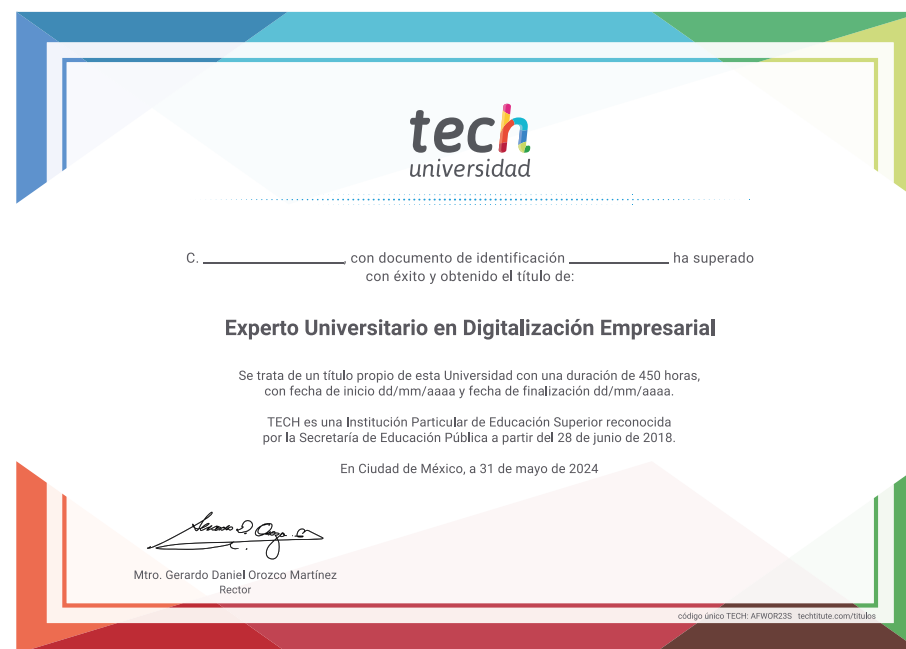 tech
universidad
C. ____________, con documento de identificación ____________ ha superado
con éxito y obtenido el título de:
Experto Universitario en Digitalización Empresarial
Se trata de un título propio de esta Universidad con una duración de 450 horas,
con fecha de inicio dd/mm/aaaa y fecha de finalización dd/mm/aaaa.
TECH es una Institución Particular de Educación Superior reconocida
por la Secretaría de Educación Pública a partir del 28 de junio de 2018.
En Ciudad de México, a 31 de mayo de 2024
Mtro. Gerardo Daniel Orozco Martínez
Rector
código único TECH: AFWOR23S techtitute.com/titulos